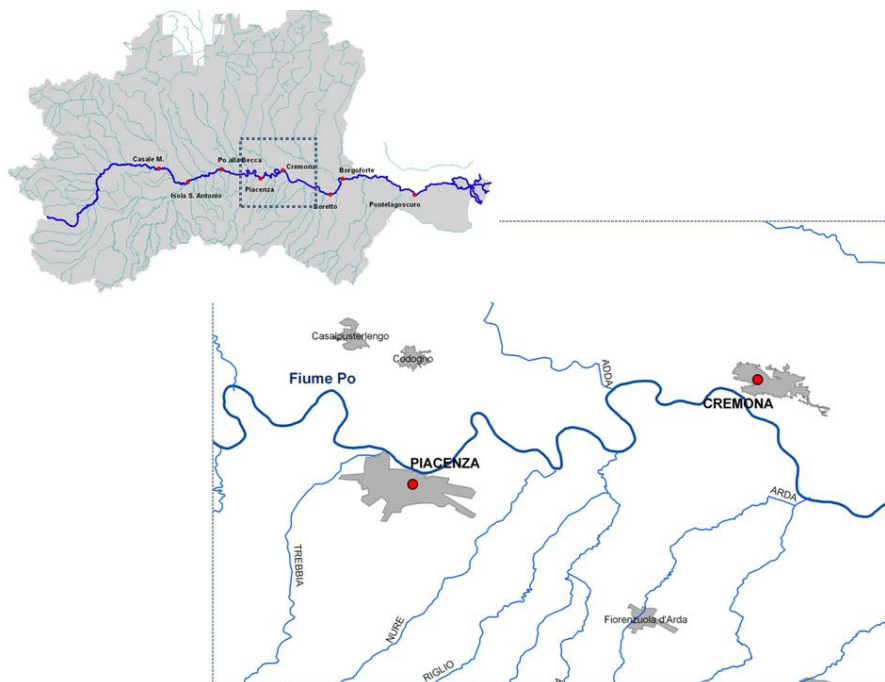 Casale M.
Po alla Becca
Cremona
Borgoforte
Isola S. Antonio
Piacenza
Boretto
Pontelagoscuro
Casalpusterlengo
Codogno
ADDA
Fiume Po
CREMONA
PIACENZA
ARDA
TREBBIA
NURE
Fiorenzuola d'Arda
RIGLIO